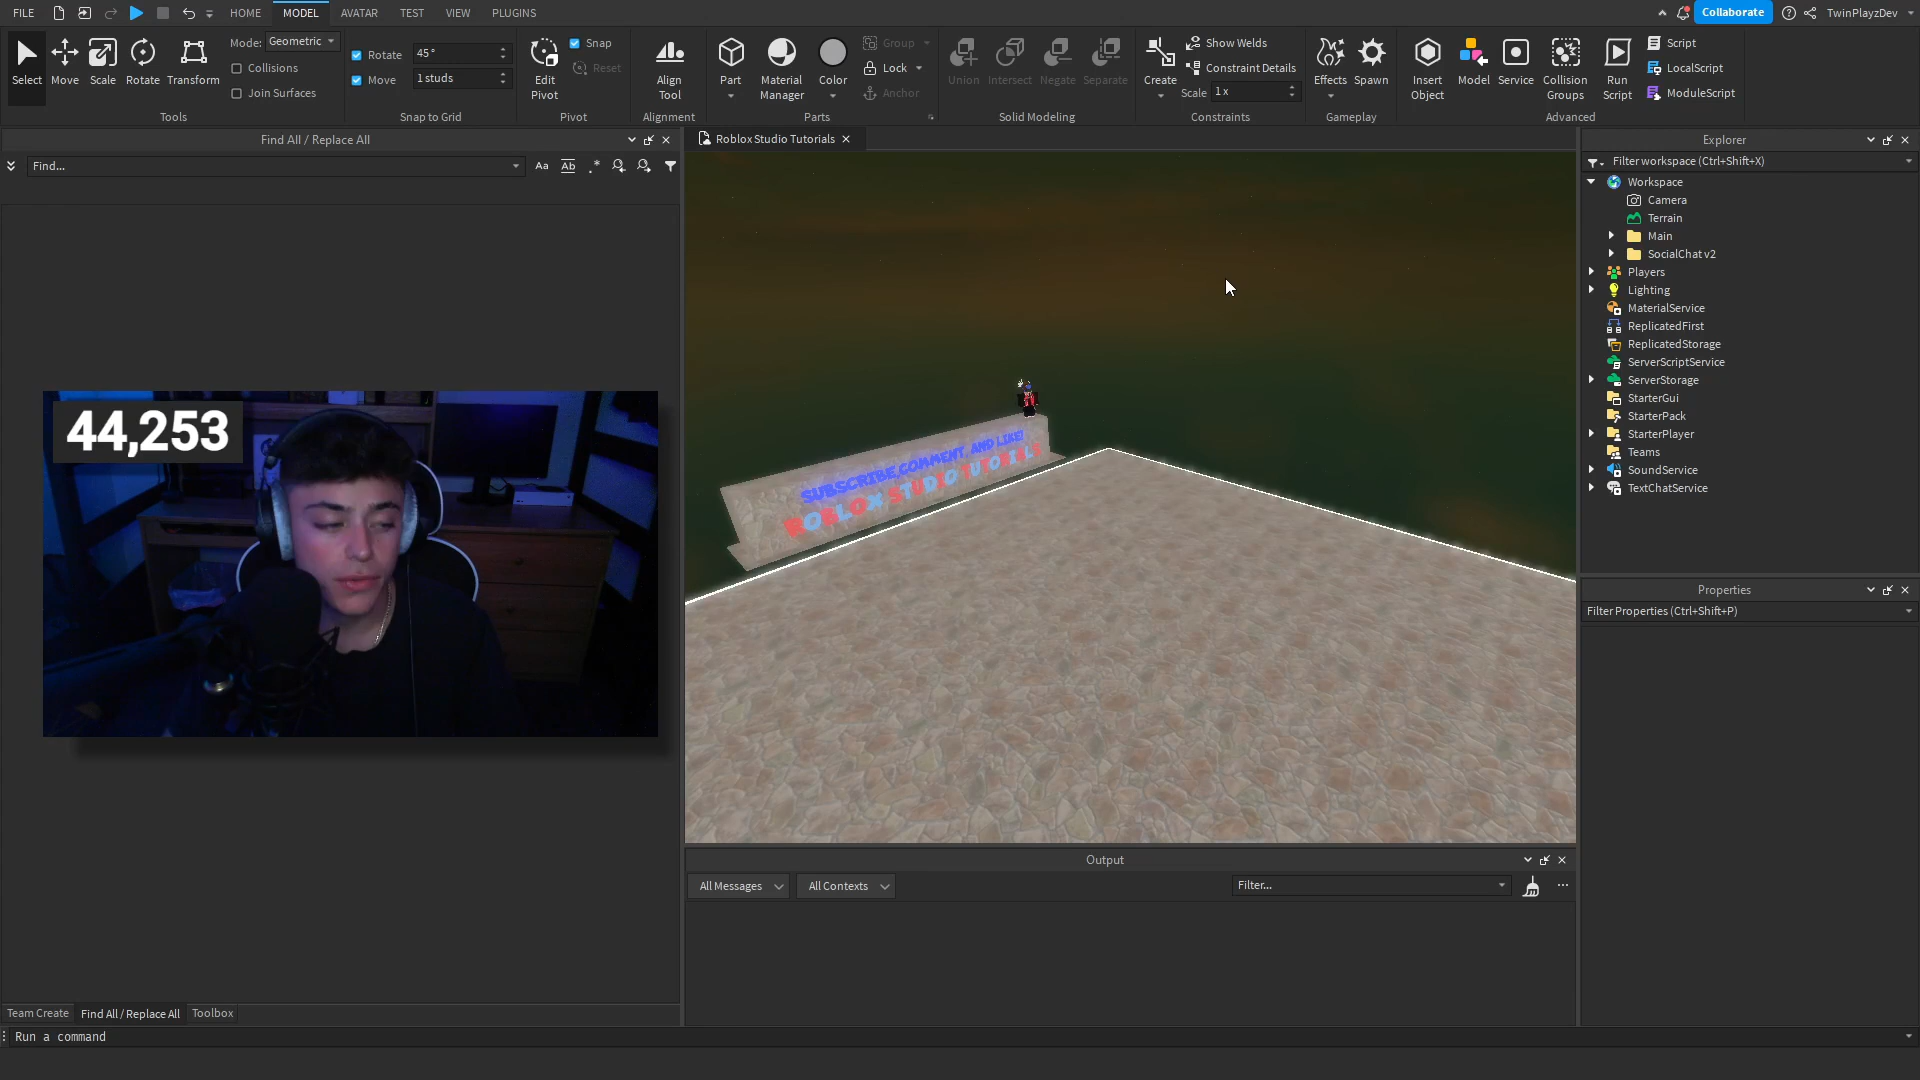 FILE HOME MODEL AVATAR TEST VIEW PLUGINS Collaborate TwinPlayzDev
Select Move Scale Rotate Transform
Mode: Geometric
Collisions
Join Surfaces
Tools
Rotate 45°
Move 1 studs
Snap to Grid
Edit Pivot
Snap
Reset
Pivot
Align Tool
Alignment
Part Material Manager Color
Group
Lock
Anchor
Parts
Union Intersect Negate Separate
Solid Modeling
Create
Show Welds
Constraint Details
Scale 1 x
Constraints
Effects Spawn
Gameplay
Insert Object Model Service Collision Groups Run Script
Script
LocalScript
ModuleScript
Advanced
Find All / Replace All
Find... Aa Ab .*
44,253
Team Create Find All / Replace All Toolbox
Run a command
Roblox Studio Tutorials
SUBSCRIBE, COMMENT, AND LIKE!
ROBLOX STUDIO TUTORIALS
Output
All Messages All Contexts Filter... ...
Explorer
Filter workspace (Ctrl+Shift+X)
Workspace
Camera
Terrain
Main
SocialChat v2
Players
Lighting
MaterialService
ReplicatedFirst
ReplicatedStorage
ServerScriptService
ServerStorage
StarterGui
StarterPack
StarterPlayer
Teams
SoundService
TextChatService
Properties
Filter Properties (Ctrl+Shift+P)